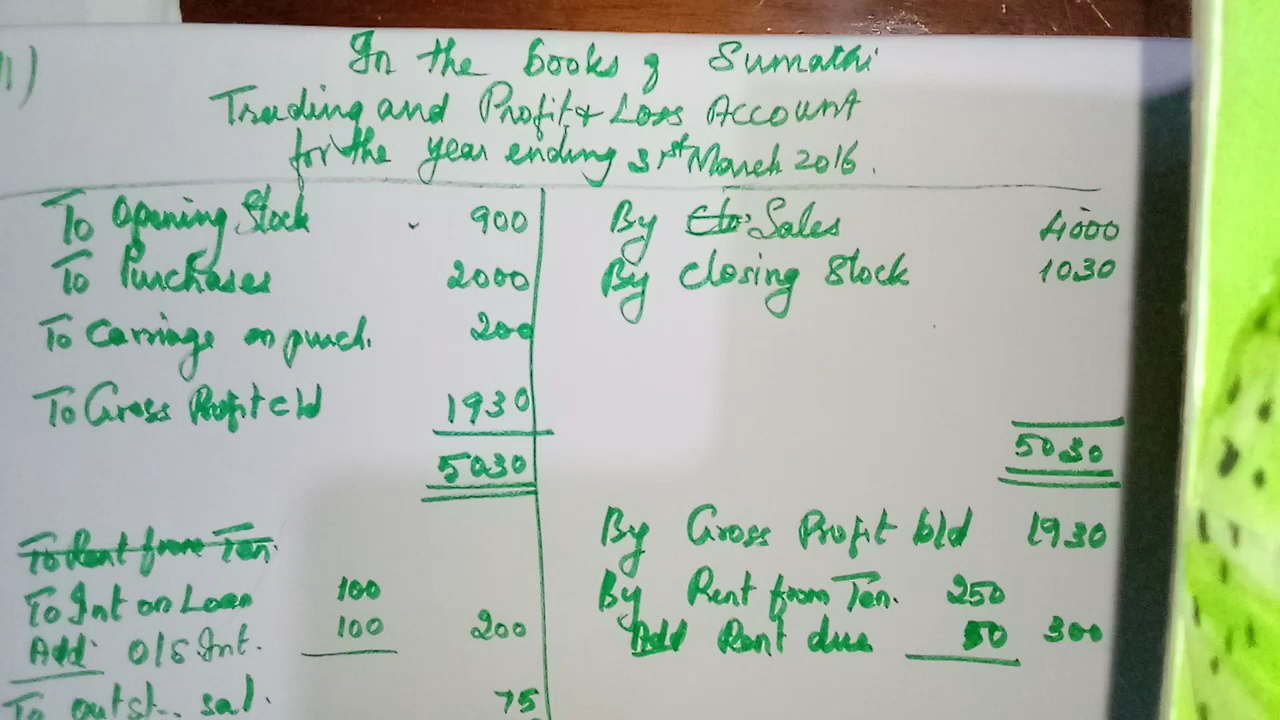 11)
In the books of Sumathi
Trading and Profit & Loss Account
for the year ending 31st March 2016.
To Opening Stock 900 By Sales 4000
To Purchases 2000 By Closing Stock 1030
To Carriage on purch. 200
To Gross Profit c/d 1930
5030 5030
By Gross Profit b/d 1930
To Rent from Ten.
To Int on Loan 100 By Rent from Ten. 250
Add: O/S Int. 100 200 Add Rent due 50 300
To outst. sal. 75